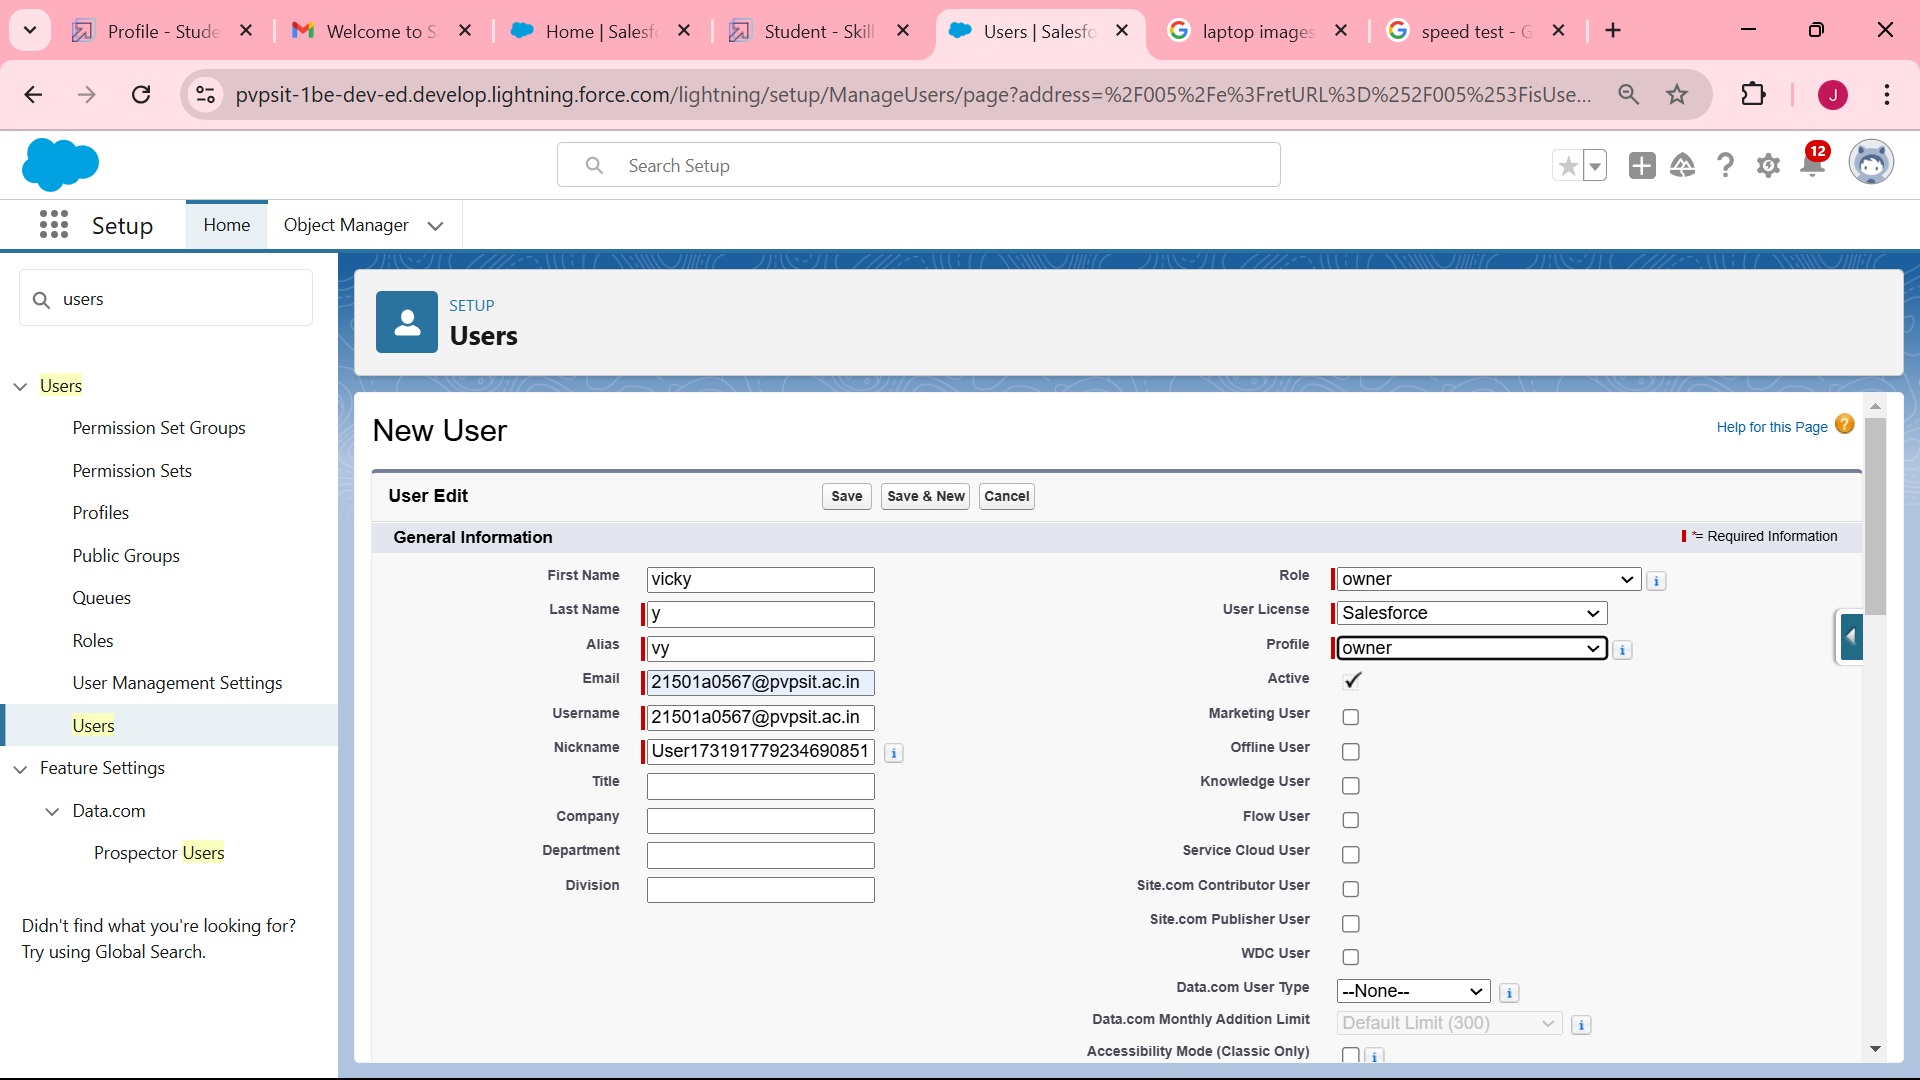 Profile - Stude
Welcome to Sa
Home | Salesfo
Student - Skill
Users | Salesfo
laptop images
speed test - G
pvpsit-1be-dev-ed.develop.lightning.force.com/lightning/setup/ManageUsers/page?address=%2F005%2Fe%3FretURL%3D%252F005%253FisUse...
J
Search Setup
12
Setup
Home
Object Manager
users
SETUP
Users
Users
Permission Set Groups
Permission Sets
Profiles
Public Groups
Queues
Roles
User Management Settings
Users
Feature Settings
Data.com
Prospector Users
Didn't find what you're looking for?
Try using Global Search.
New User
Help for this Page
User Edit
Save
Save & New
Cancel
General Information
*= Required Information
First Name vicky
Last Name y
Alias vy
Email 21501a0567@pvpsit.ac.in
Username 21501a0567@pvpsit.ac.in
Nickname User173191779234690851
Title
Company
Department
Division
Role owner
User License Salesforce
Profile owner
Active
Marketing User
Offline User
Knowledge User
Flow User
Service Cloud User
Site.com Contributor User
Site.com Publisher User
WDC User
Data.com User Type --None--
Data.com Monthly Addition Limit Default Limit (300)
Accessibility Mode (Classic Only)